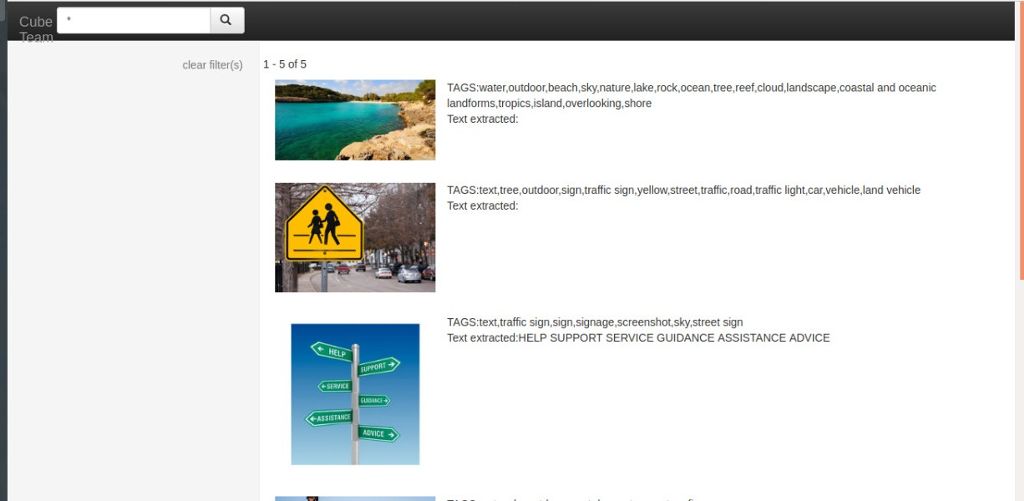 Cube
Team
*
clear filter(s)
1 - 5 of 5
TAGS:water,outdoor,beach,sky,nature,lake,rock,ocean,tree,reef,cloud,landscape,coastal and oceanic
landforms,tropics,island,overlooking,shore
Text extracted:
TAGS:text,tree,outdoor,sign,traffic sign,yellow,street,traffic,road,traffic light,car,vehicle,land vehicle
Text extracted:
TAGS:text,traffic sign,sign,signage,screenshot,sky,street sign
Text extracted:HELP SUPPORT SERVICE GUIDANCE ASSISTANCE ADVICE
HELP
SUPPORT
SERVICE
GUIDANCE
ASSISTANCE
ADVICE